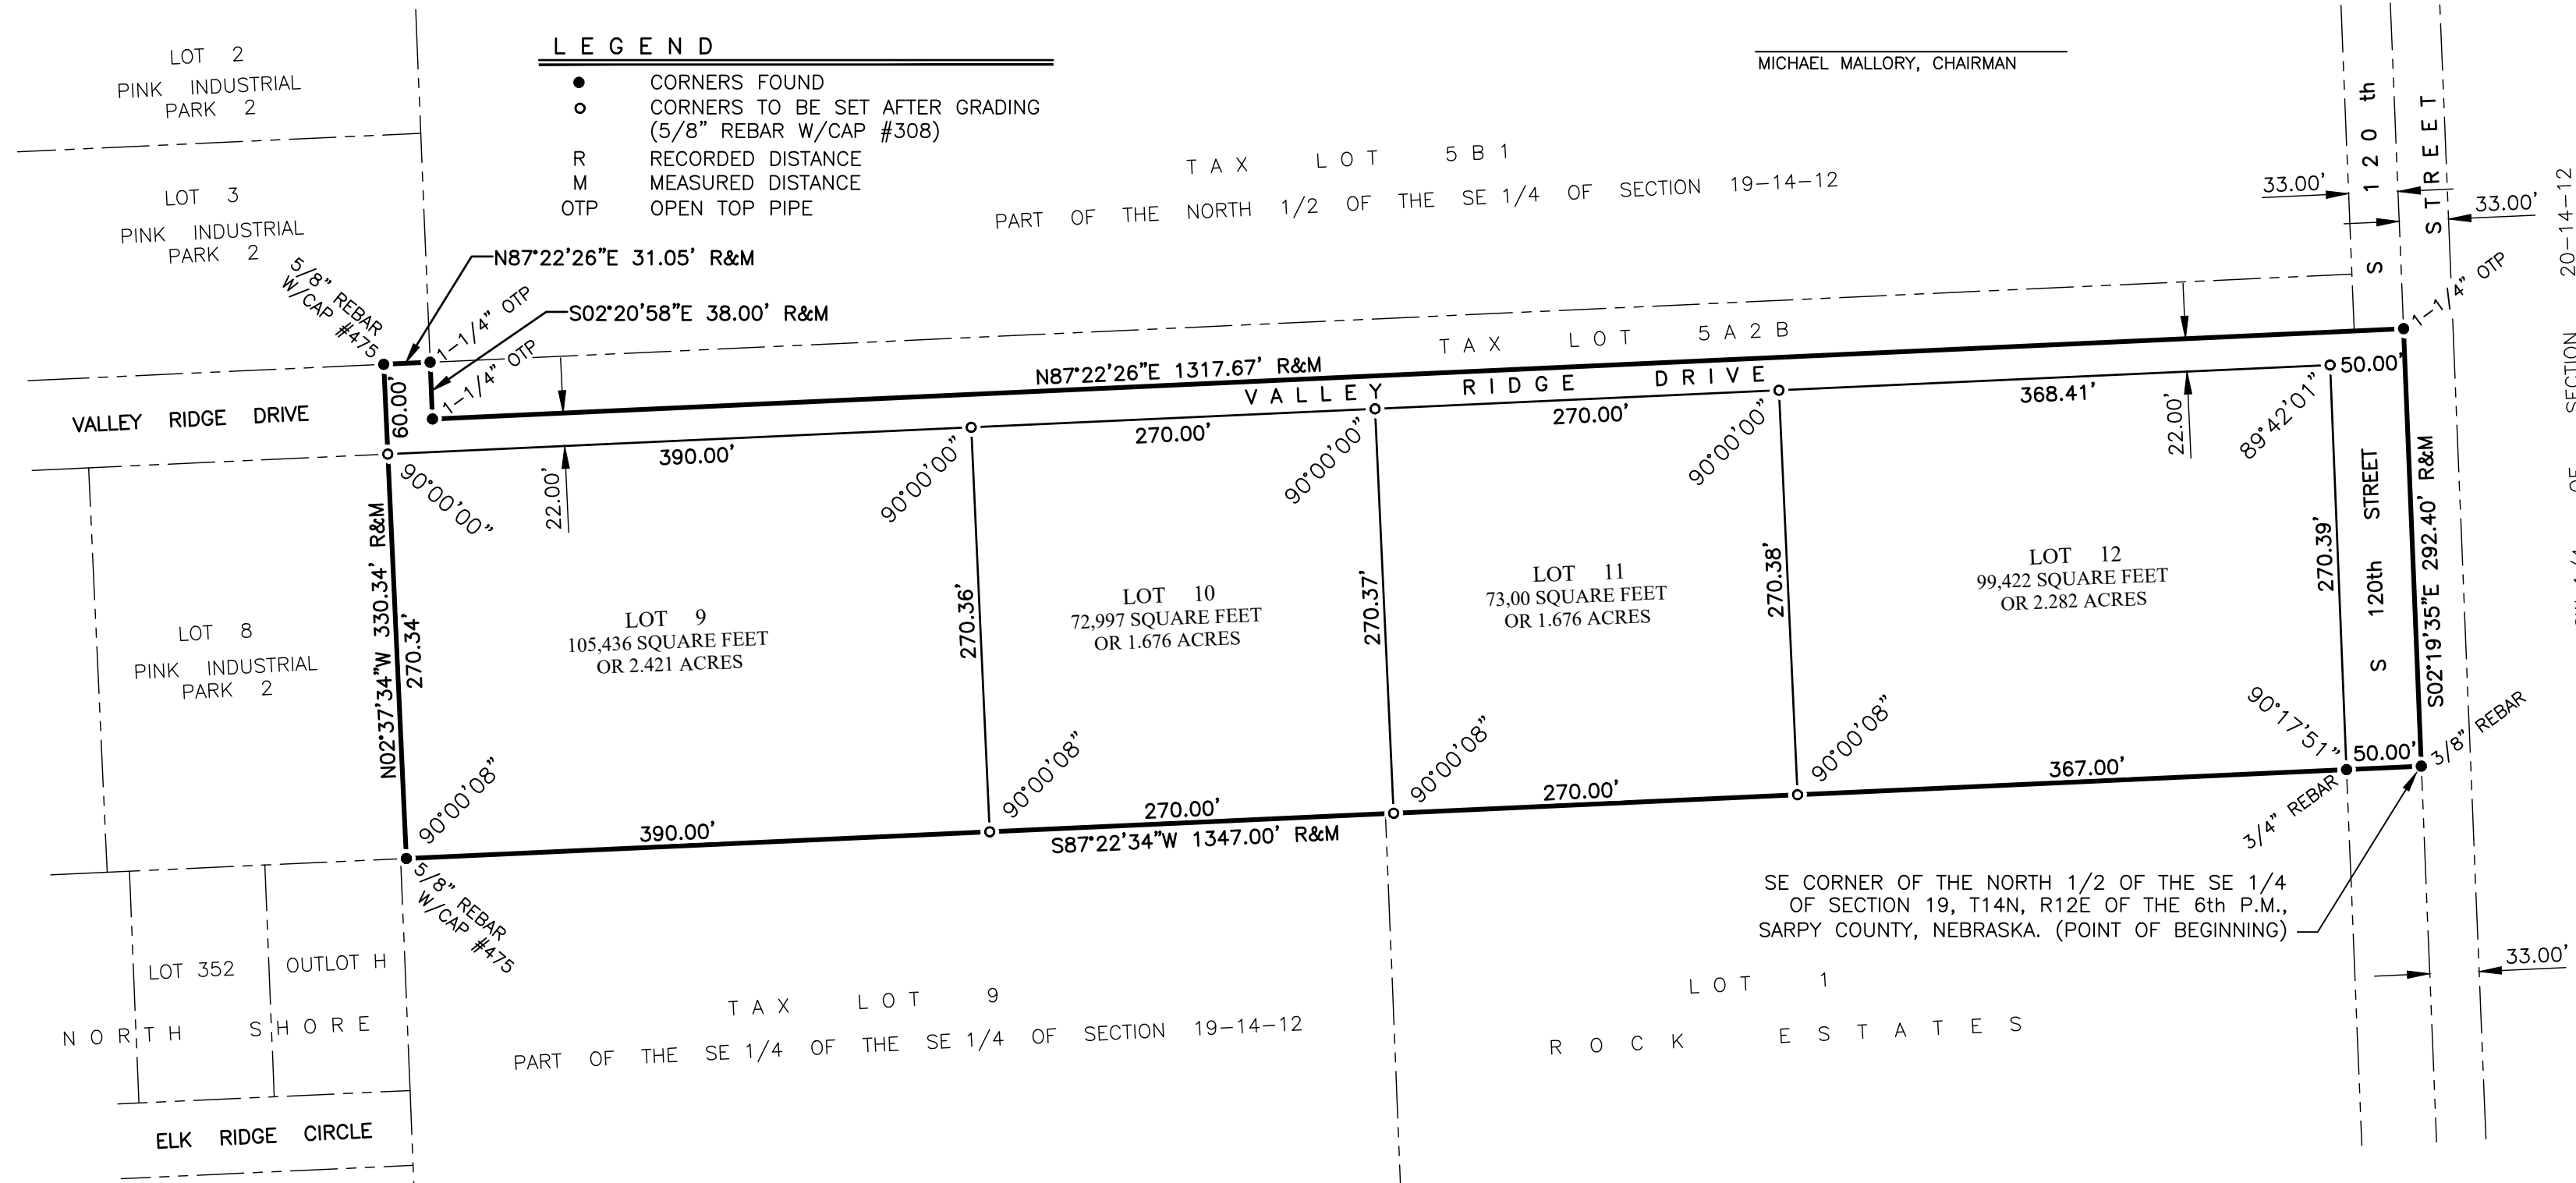 LOT 2
PINK INDUSTRIAL
PARK 2
LOT 3
PINK INDUSTRIAL
PARK 2
LEGEND
CORNERS FOUND
CORNERS TO BE SET AFTER GRADING
(5/8" REBAR W/CAP #308)
R RECORDED DISTANCE
M MEASURED DISTANCE
OTP OPEN TOP PIPE
MICHAEL MALLORY, CHAIRMAN
TAX LOT 5B1
PART OF THE NORTH 1/2 OF THE SE 1/4 OF SECTION 19-14-12
S 120th
STREET
33.00'
33.00'
SECTION 20-14-12
OF
N87°22'26"E 31.05' R&M
S02°20'58"E 38.00' R&M
5/8" REBAR
W/CAP #475
1-1/4" OTP
1-1/4" OTP
1-1/4" OTP
TAX LOT 5A2B
N87°22'26"E 1317.67' R&M
VALLEY RIDGE DRIVE
VALLEY RIDGE DRIVE
60.00'
390.00'
270.00'
270.00'
368.41'
50.00'
22.00'
22.00'
90°00'00"
90°00'00"
90°00'00"
90°00'00"
89°42'01"
N02°37'34"W 330.34' R&M
270.34'
270.36'
270.37'
270.38'
270.39'
S 120th STREET
S02°19'35"E 292.40' R&M
LOT 8
PINK INDUSTRIAL
PARK 2
LOT 9
105,436 SQUARE FEET
OR 2.421 ACRES
LOT 10
72,997 SQUARE FEET
OR 1.676 ACRES
LOT 11
73,00 SQUARE FEET
OR 1.676 ACRES
LOT 12
99,422 SQUARE FEET
OR 2.282 ACRES
90°00'08"
90°00'08"
90°00'08"
90°00'08"
90°17'51"
390.00'
270.00'
270.00'
367.00'
50.00'
S87°22'34"W 1347.00' R&M
3/8" REBAR
3/4" REBAR
5/8" REBAR
W/CAP #475
SE CORNER OF THE NORTH 1/2 OF THE SE 1/4
OF SECTION 19, T14N, R12E OF THE 6th P.M.,
SARPY COUNTY, NEBRASKA. (POINT OF BEGINNING)
33.00'
LOT 352
OUTLOT H
NORTH SHORE
TAX LOT 9
PART OF THE SE 1/4 OF THE SE 1/4 OF SECTION 19-14-12
LOT 1
ROCK ESTATES
ELK RIDGE CIRCLE